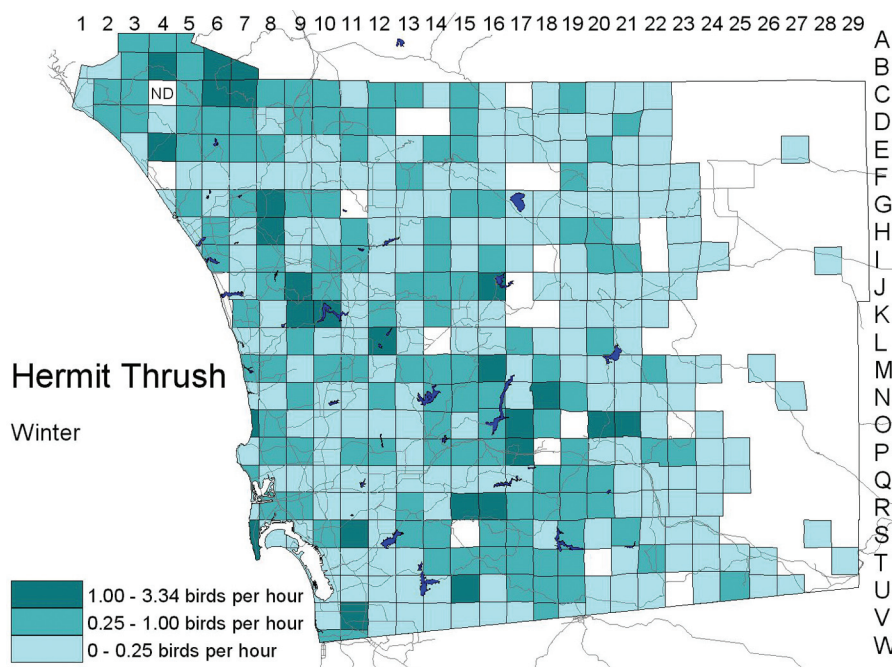 1 2 3 4 5 6 7 8 9 10 11 12 13 14 15 16 17 18 19 20 21 22 23 24 25 26 27 28 29
A
B
C
D
E
F
G
H
I
J
K
L
M
N
O
P
Q
R
S
T
U
V
W
ND
Hermit Thrush
Winter
1.00 - 3.34 birds per hour
0.25 - 1.00 birds per hour
0 - 0.25 birds per hour